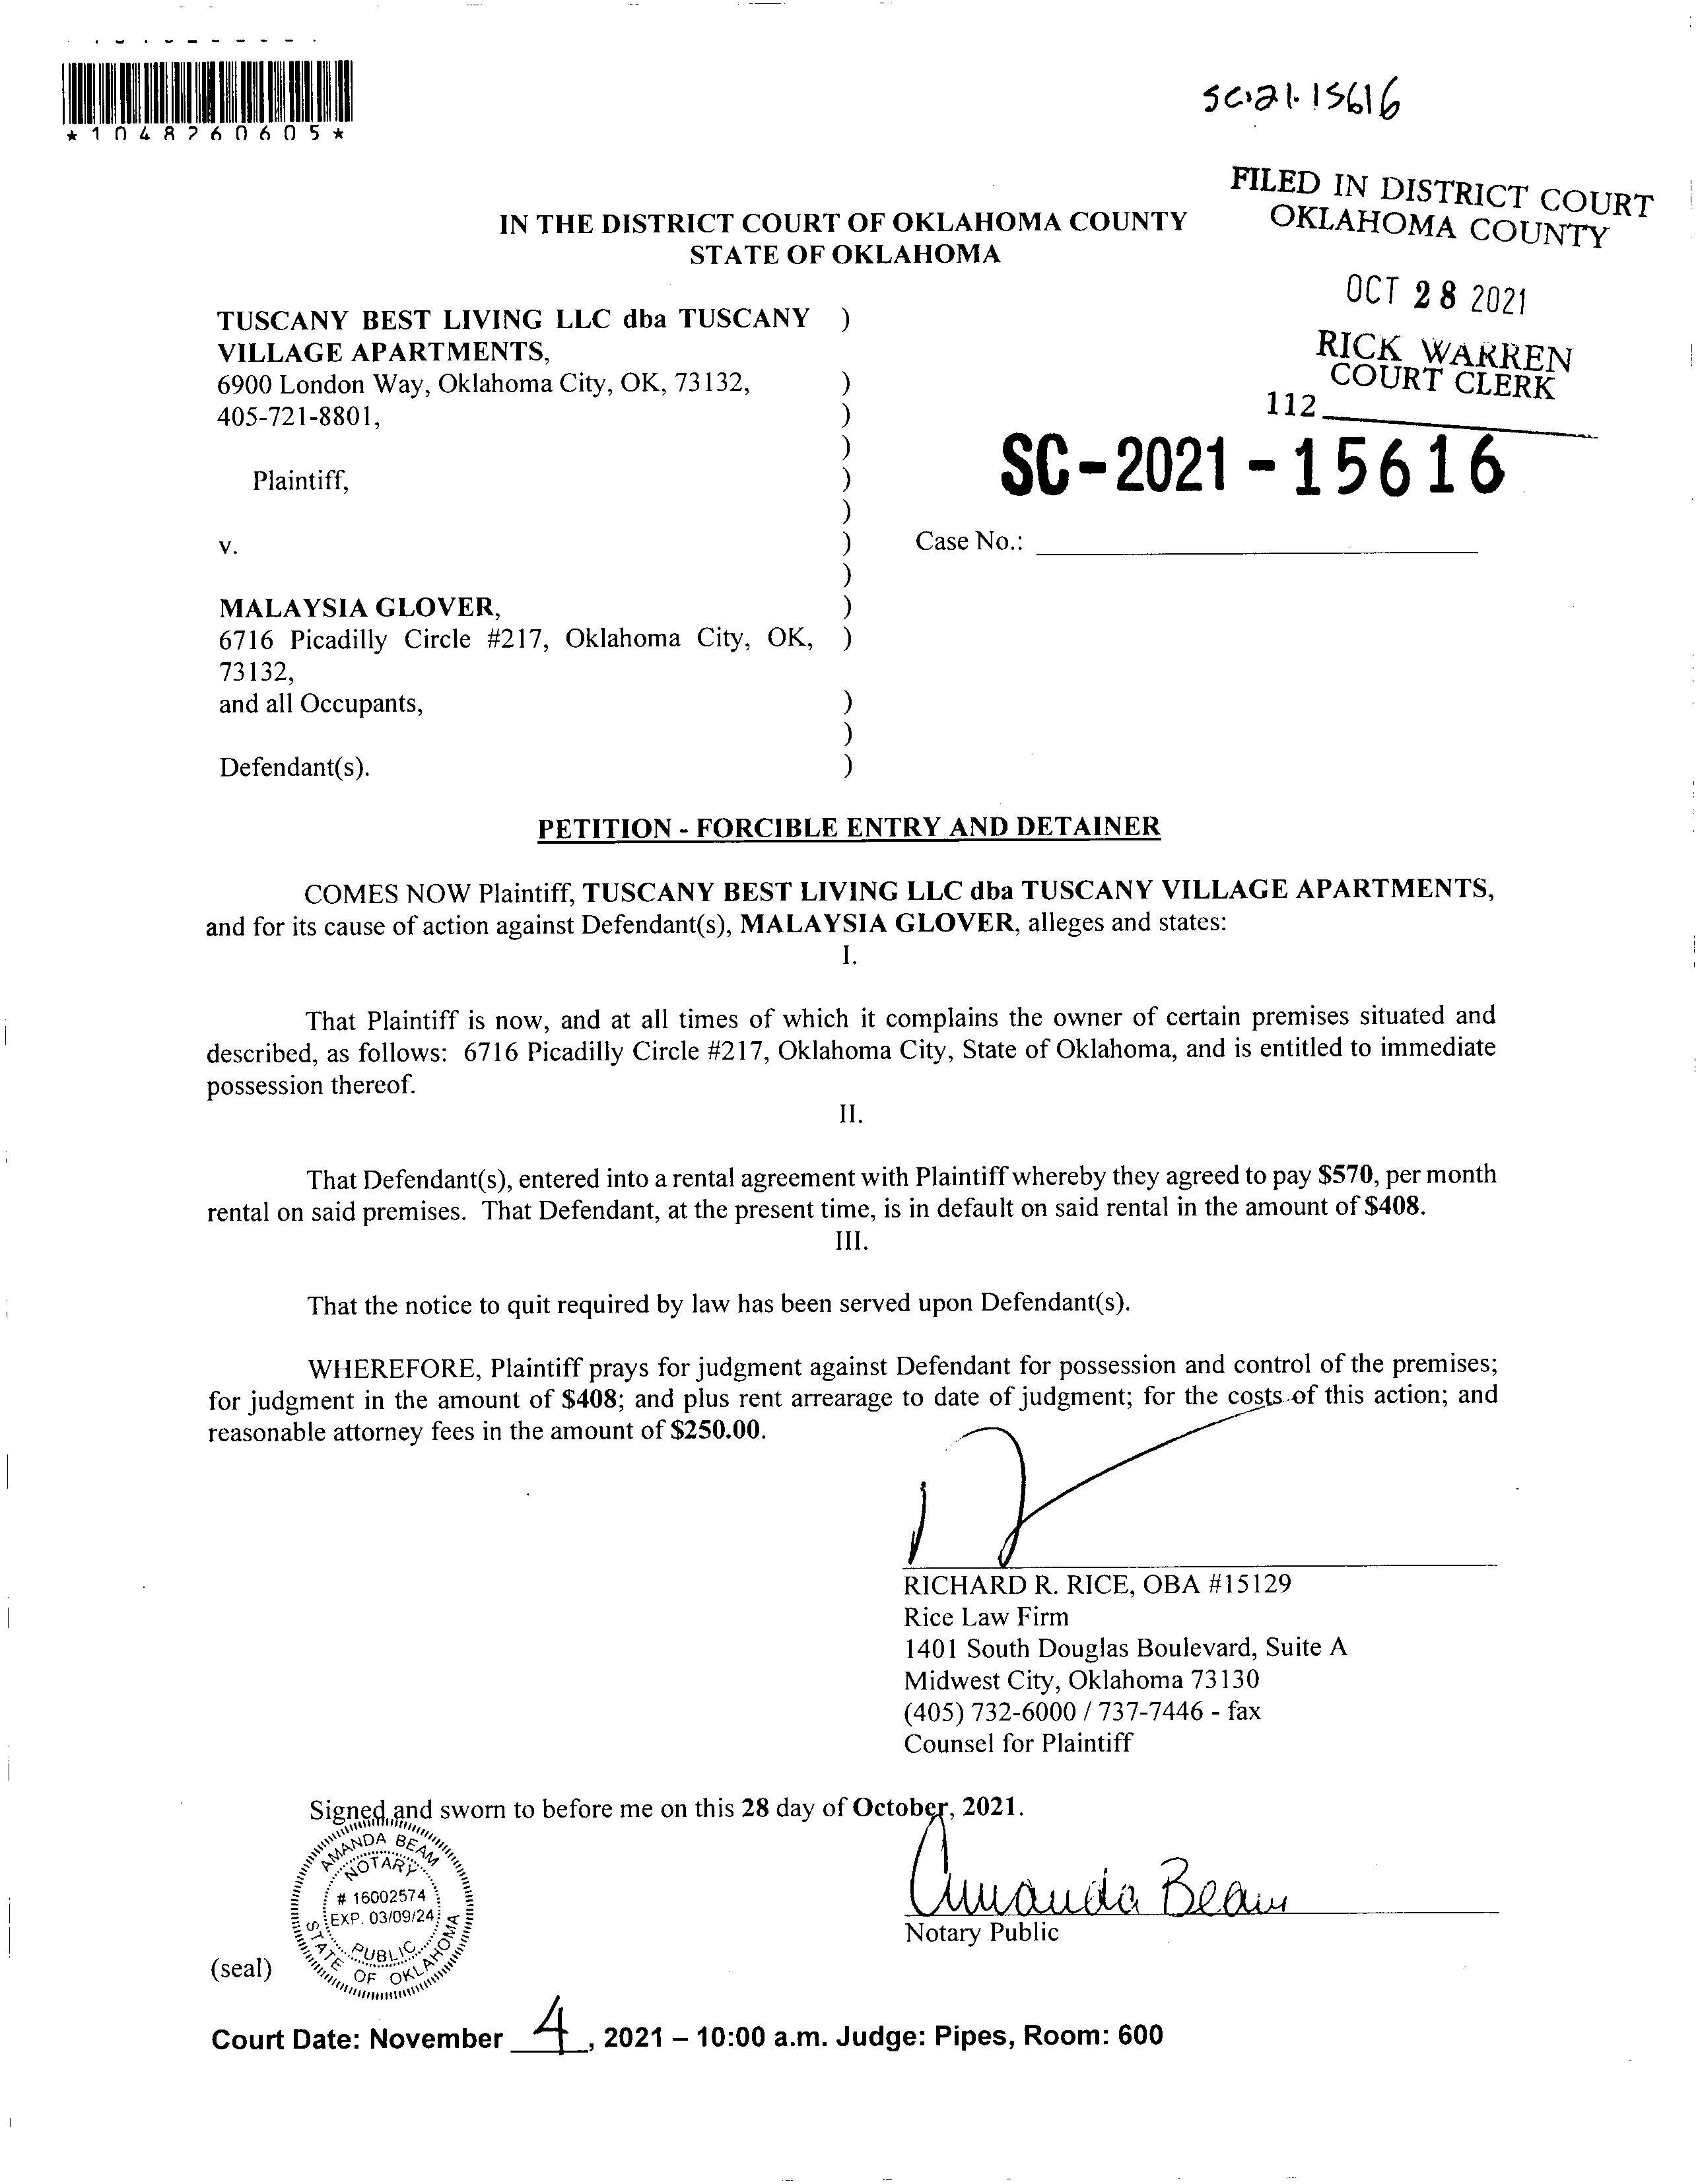 *1048760605*
SC-21-15616
FILED IN DISTRICT COURT
OKLAHOMA COUNTY
OCT 28 2021
RICK WARREN
COURT CLERK
112
SC-2021-15616
IN THE DISTRICT COURT OF OKLAHOMA COUNTY
STATE OF OKLAHOMA
TUSCANY BEST LIVING LLC dba TUSCANY )
VILLAGE APARTMENTS,
6900 London Way, Oklahoma City, OK, 73132, )
405-721-8801, )
)
Plaintiff, )
)
v. )
Case No.:
)
MALAYSIA GLOVER, )
6716 Picadilly Circle #217, Oklahoma City, OK, )
73132,
and all Occupants, )
)
Defendant(s). )
PETITION - FORCIBLE ENTRY AND DETAINER
COMES NOW Plaintiff, TUSCANY BEST LIVING LLC dba TUSCANY VILLAGE APARTMENTS,
and for its cause of action against Defendant(s), MALAYSIA GLOVER, alleges and states:
I.
That Plaintiff is now, and at all times of which it complains the owner of certain premises situated and
described, as follows: 6716 Picadilly Circle #217, Oklahoma City, State of Oklahoma, and is entitled to immediate
possession thereof.
II.
That Defendant(s), entered into a rental agreement with Plaintiff whereby they agreed to pay $570, per month
rental on said premises. That Defendant, at the present time, is in default on said rental in the amount of $408.
III.
That the notice to quit required by law has been served upon Defendant(s).
WHEREFORE, Plaintiff prays for judgment against Defendant for possession and control of the premises;
for judgment in the amount of $408; and plus rent arrearage to date of judgment; for the costs of this action; and
reasonable attorney fees in the amount of $250.00.
RICHARD R. RICE, OBA #15129
Rice Law Firm
1401 South Douglas Boulevard, Suite A
Midwest City, Oklahoma 73130
(405) 732-6000 / 737-7446 - fax
Counsel for Plaintiff
Signed and sworn to before me on this 28 day of October, 2021.
AMANDA BEAM
NOTARY
# 16002574
EXP. 03/09/24
PUBLIC
STATE OF OKLAHOMA
Amanda Beam
Notary Public
(seal)
Court Date: November 4, 2021 – 10:00 a.m. Judge: Pipes, Room: 600